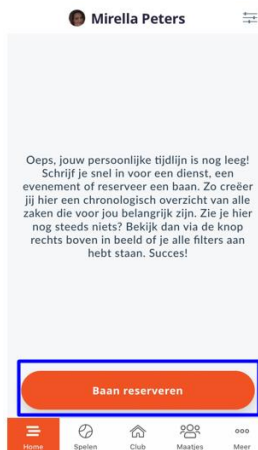 Mirella Peters
Oeps, jouw persoonlijke tijdlijn is nog leeg!
Schrijf je snel in voor een dienst, een
evenement of reserveer een baan. Zo creëer
jij hier een chronologisch overzicht van alle
zaken die voor jou belangrijk zijn. Zie je hier
nog steeds niets? Bekijk dan via de knop
rechts boven in beeld of je alle filters aan
hebt staan. Succes!
Baan reserveren
Home Spelen Club Maatjes Meer